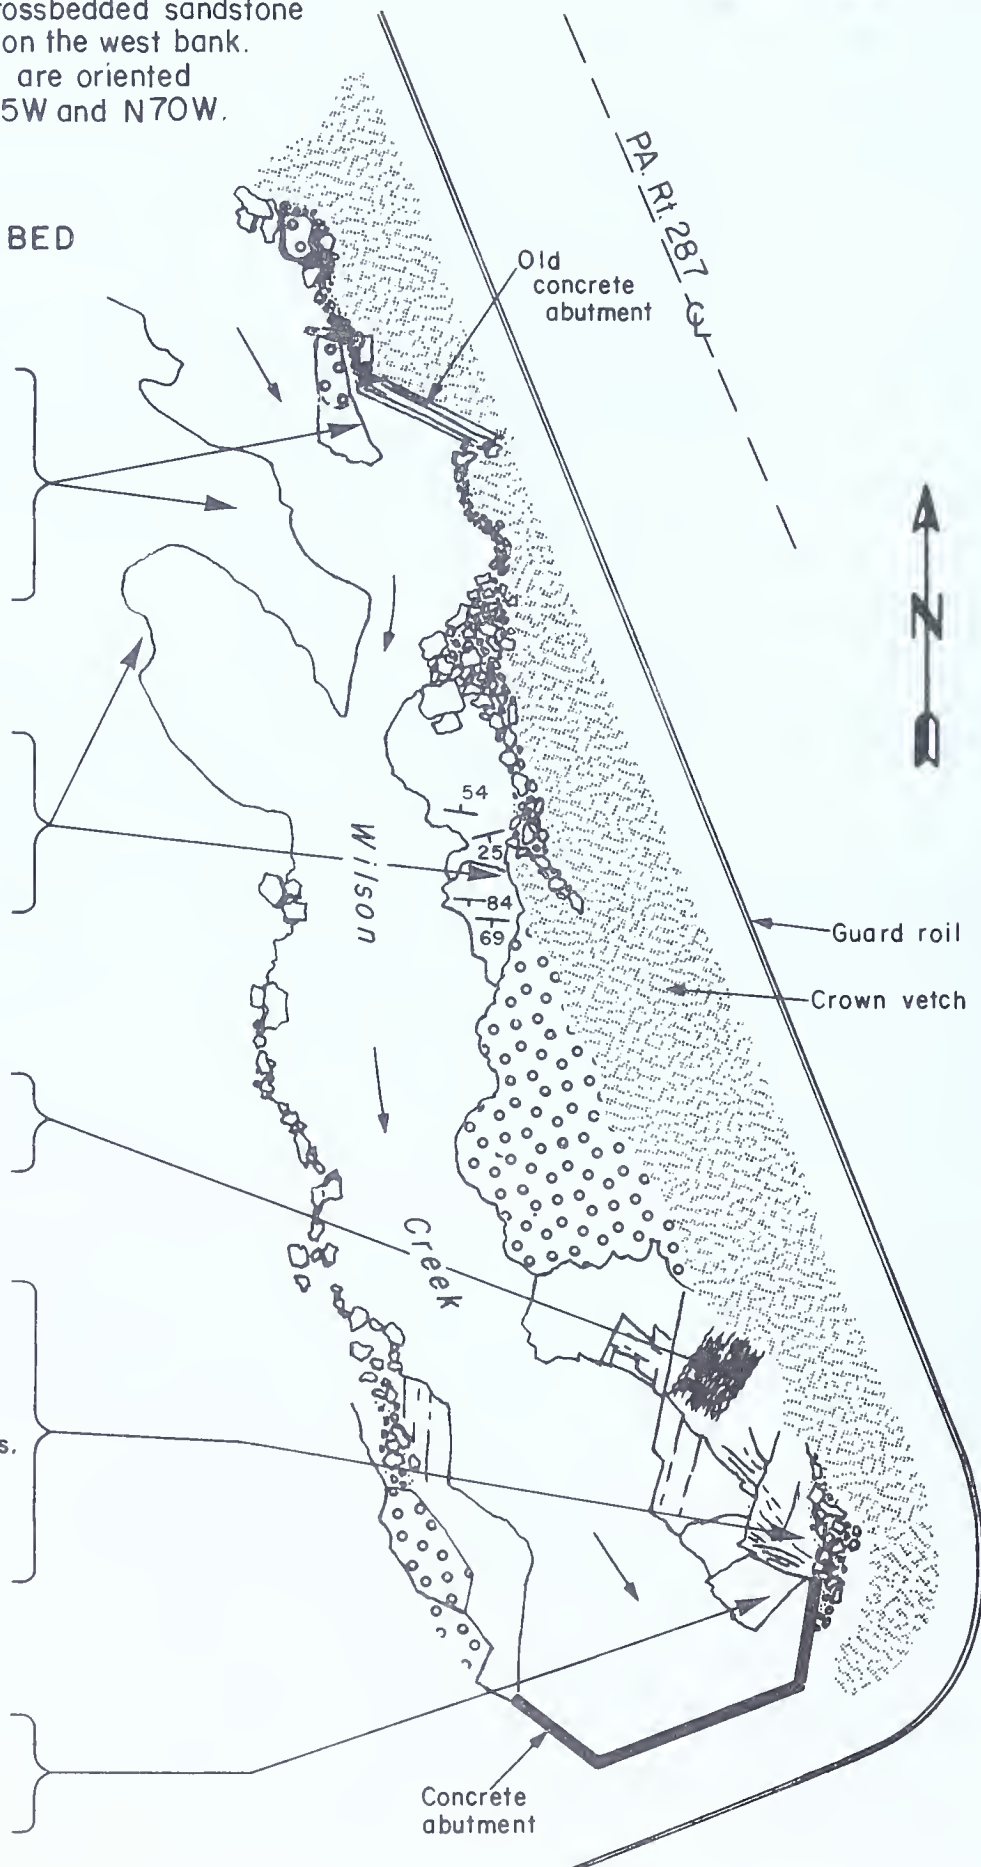 rossbedded sandstone
on the west bank.
are oriented
5W and N70W.
BED
PA. Rt. 287 ℄
Old
concrete
abutment
N
54
25
84
69
Wilson
Guard roil
Crown vetch
Creek
s.
Concrete
abutment